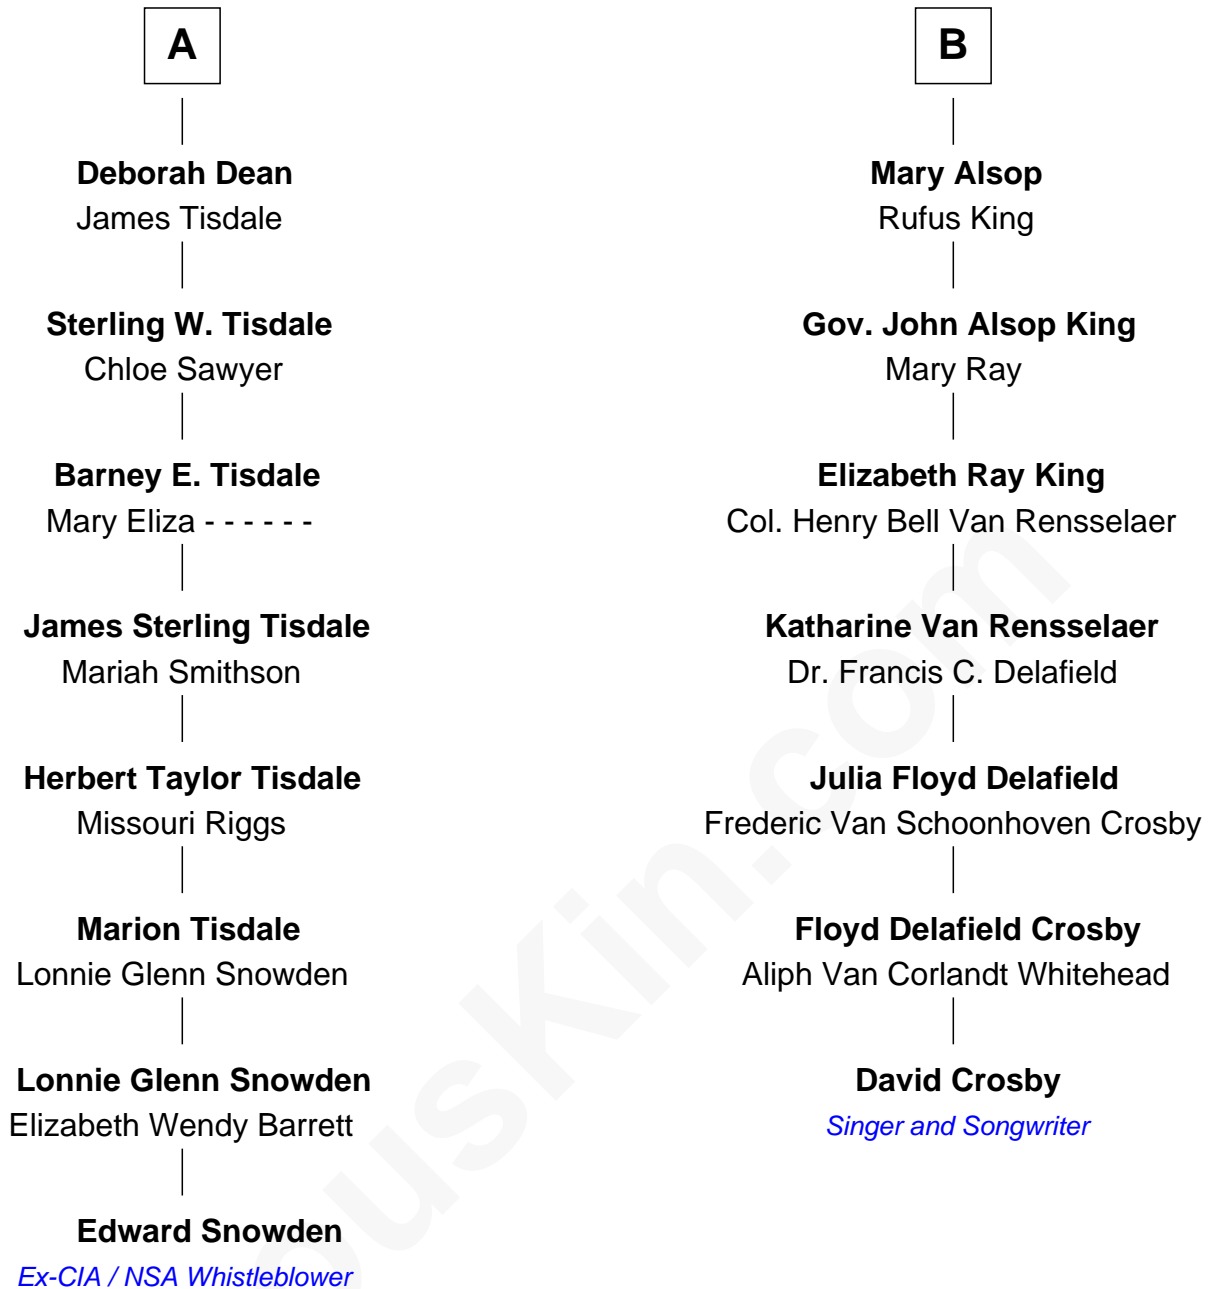 A
Deborah Dean
James Tisdale
Sterling W. Tisdale
Chloe Sawyer
Barney E. Tisdale
Mary Eliza - - - - - -
James Sterling Tisdale
Mariah Smithson
Herbert Taylor Tisdale
Missouri Riggs
Marion Tisdale
Lonnie Glenn Snowden
Lonnie Glenn Snowden
Elizabeth Wendy Barrett
Edward Snowden
Ex-CIA / NSA Whistleblower
B
Mary Alsop
Rufus King
Gov. John Alsop King
Mary Ray
Elizabeth Ray King
Col. Henry Bell Van Rensselaer
Katharine Van Rensselaer
Dr. Francis C. Delafield
Julia Floyd Delafield
Frederic Van Schoonhoven Crosby
Floyd Delafield Crosby
Aliph Van Corlandt Whitehead
David Crosby
Singer and Songwriter
ousKin.com